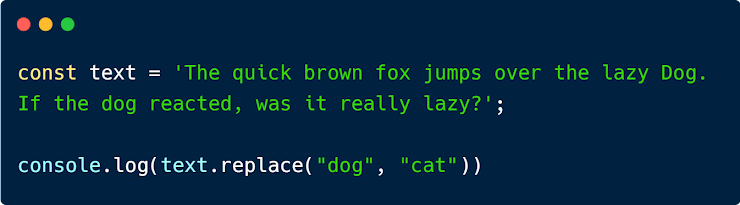 const text = 'The quick brown fox jumps over the lazy Dog.
If the dog reacted, was it really lazy?';
console.log(text.replace("dog", "cat"))